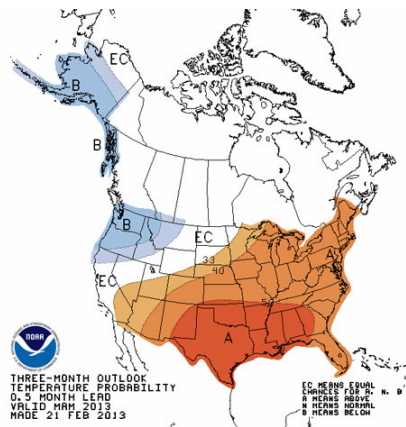 EC
B
B
B
EC
EC
33
40
50
A
A
NOAA
THREE-MONTH OUTLOOK
TEMPERATURE PROBABILITY
0.5 MONTH LEAD
VALID MAM 2013
MADE 21 FEB 2013
EC MEANS EQUAL
CHANCES FOR A, N, B
A MEANS ABOVE
N MEANS NORMAL
B MEANS BELOW